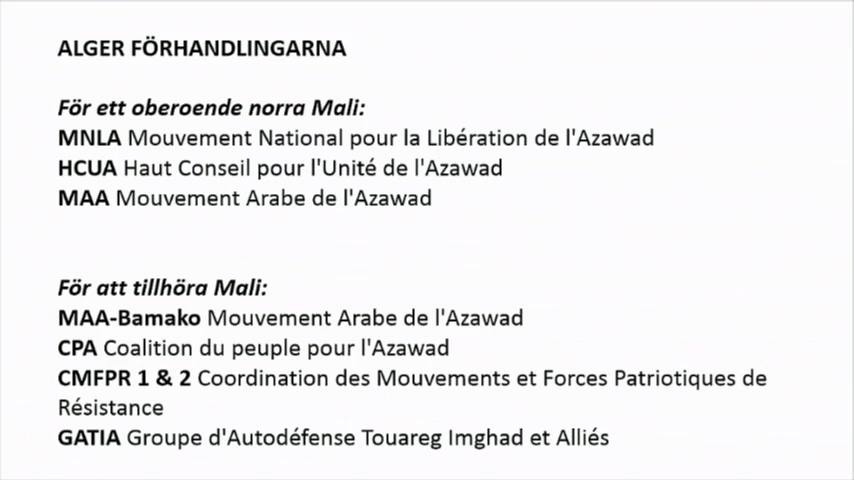 ALGER FÖRHANDLINGARNA
För ett oberoende norra Mali:
MNLA Mouvement National pour la Libération de l'Azawad
HCUA Haut Conseil pour l'Unité de l'Azawad
MAA Mouvement Arabe de l'Azawad
För att tillhöra Mali:
MAA-Bamako Mouvement Arabe de l'Azawad
CPA Coalition du peuple pour l'Azawad
CMFPR 1 & 2 Coordination des Mouvements et Forces Patriotiques de
Résistance
GATIA Groupe d'Autodéfense Touareg Imghad et Alliés